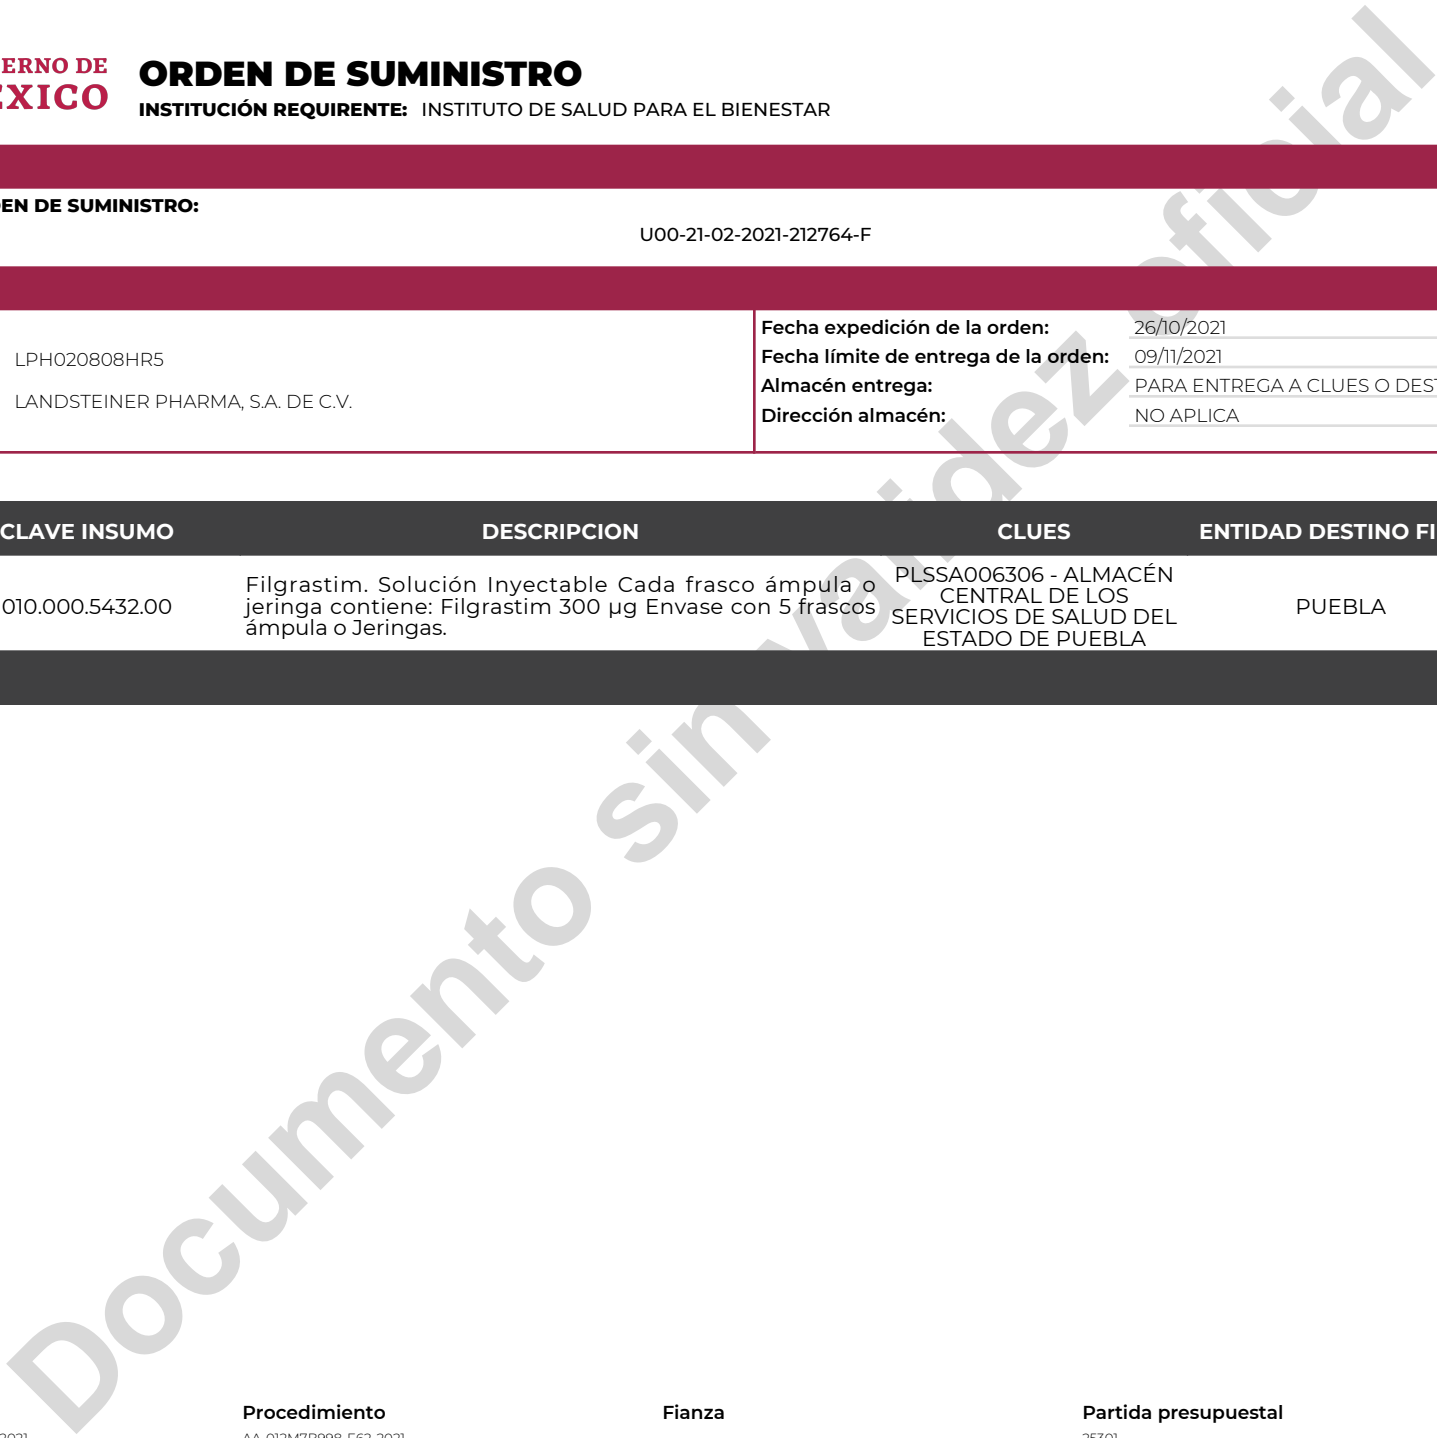 ERNO DE
EXICO
ORDEN DE SUMINISTRO
INSTITUCIÓN REQUIRENTE: INSTITUTO DE SALUD PARA EL BIENESTAR
EN DE SUMINISTRO:
U00-21-02-2021-212764-F
LPH020808HR5
LANDSTEINER PHARMA, S.A. DE C.V.
Fecha expedición de la orden: 26/10/2021
Fecha límite de entrega de la orden: 09/11/2021
Almacén entrega: PARA ENTREGA A CLUES O DEST
Dirección almacén: NO APLICA
CLAVE INSUMO DESCRIPCION CLUES ENTIDAD DESTINO FI
010.000.5432.00
Filgrastim. Solución Inyectable Cada frasco ámpula o
jeringa contiene: Filgrastim 300 µg Envase con 5 frascos
ámpula o Jeringas.
PLSSA006306 - ALMACÉN
CENTRAL DE LOS
SERVICIOS DE SALUD DEL
ESTADO DE PUEBLA
PUEBLA
Documento sin validez oficial
Procedimiento Fianza Partida presupuestal